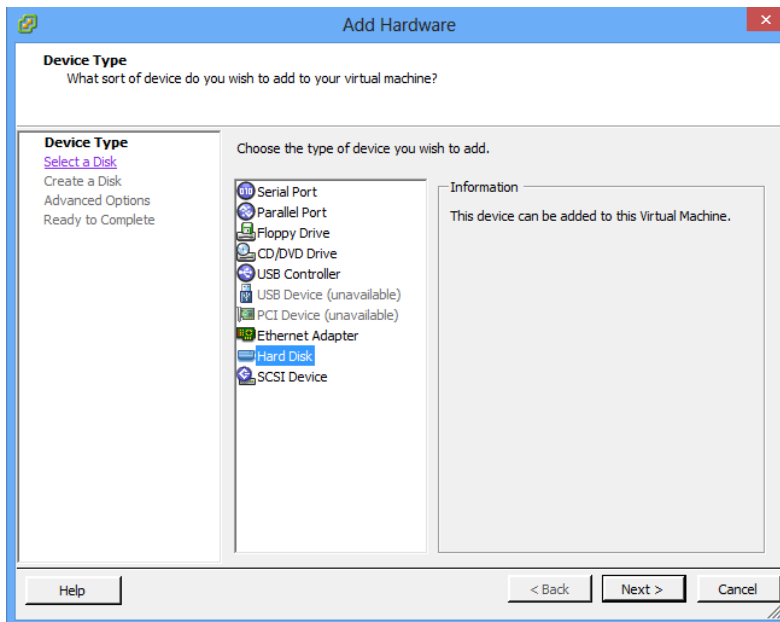 Add Hardware
Device Type
What sort of device do you wish to add to your virtual machine?
Device Type
Select a Disk
Create a Disk
Advanced Options
Ready to Complete
Choose the type of device you wish to add.
Serial Port
Parallel Port
Floppy Drive
CD/DVD Drive
USB Controller
USB Device (unavailable)
PCI Device (unavailable)
Ethernet Adapter
Hard Disk
SCSI Device
Information
This device can be added to this Virtual Machine.
Help
< Back
Next >
Cancel